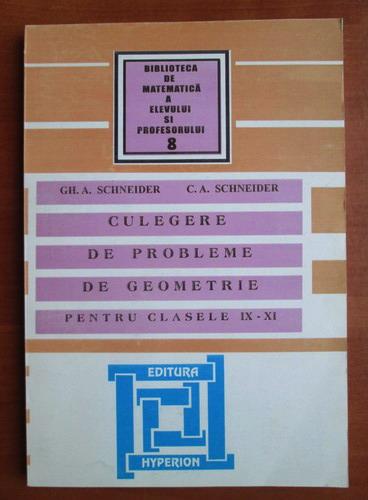 BIBLIOTECA
DE
MATEMATICĂ
A
ELEVULUI
SI
PROFESORULUI
8
GH. A. SCHNEIDER C. A. SCHNEIDER
CULEGERE
DE PROBLEME
DE GEOMETRIE
PENTRU CLASELE IX - XI
EDITURA
HYPERION